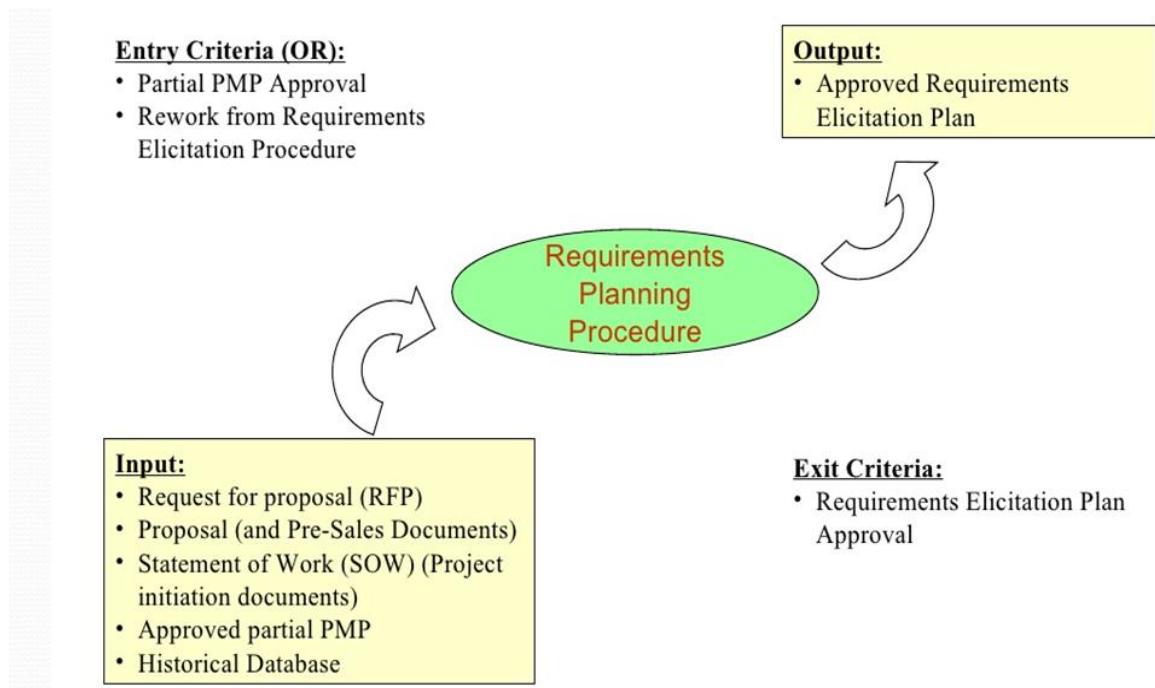 Entry Criteria (OR):
• Partial PMP Approval
• Rework from Requirements
Elicitation Procedure
Output:
• Approved Requirements
Elicitation Plan
Requirements
Planning
Procedure
Input:
• Request for proposal (RFP)
• Proposal (and Pre-Sales Documents)
• Statement of Work (SOW) (Project
initiation documents)
• Approved partial PMP
• Historical Database
Exit Criteria:
• Requirements Elicitation Plan
Approval